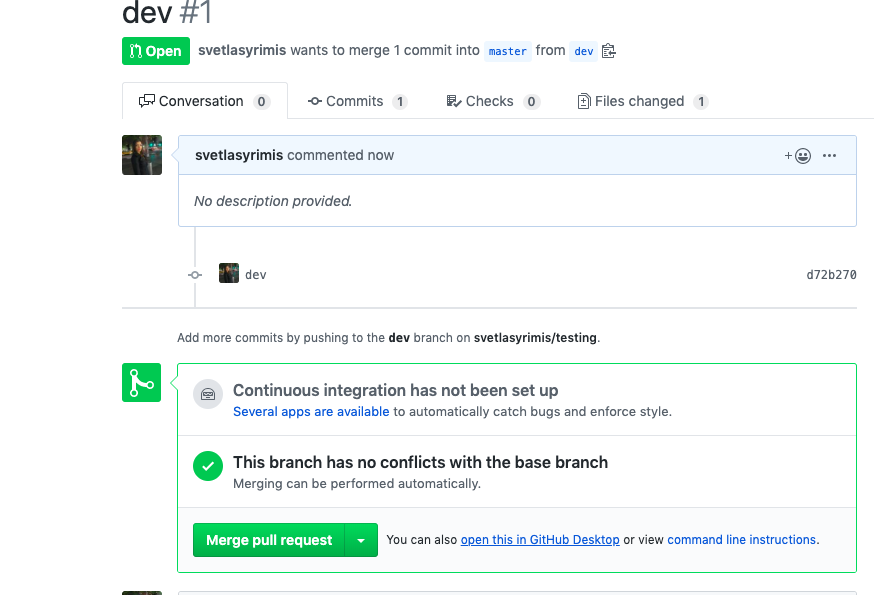 dev #1
Open svetlasyrimis wants to merge 1 commit into master from dev
Conversation 0 Commits 1 Checks 0 Files changed 1
svetlasyrimis commented now
No description provided.
dev d72b270
Add more commits by pushing to the dev branch on svetlasyrimis/testing.
Continuous integration has not been set up
Several apps are available to automatically catch bugs and enforce style.
This branch has no conflicts with the base branch
Merging can be performed automatically.
Merge pull request You can also open this in GitHub Desktop or view command line instructions.